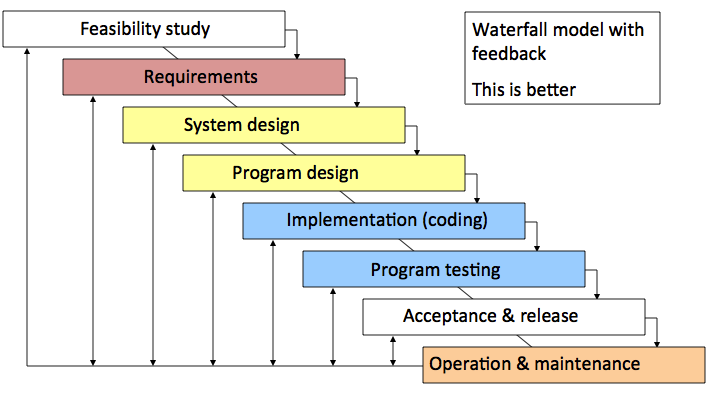 Feasibility study
Waterfall model with
feedback
This is better
Requirements
System design
Program design
Implementation (coding)
Program testing
Acceptance & release
Operation & maintenance